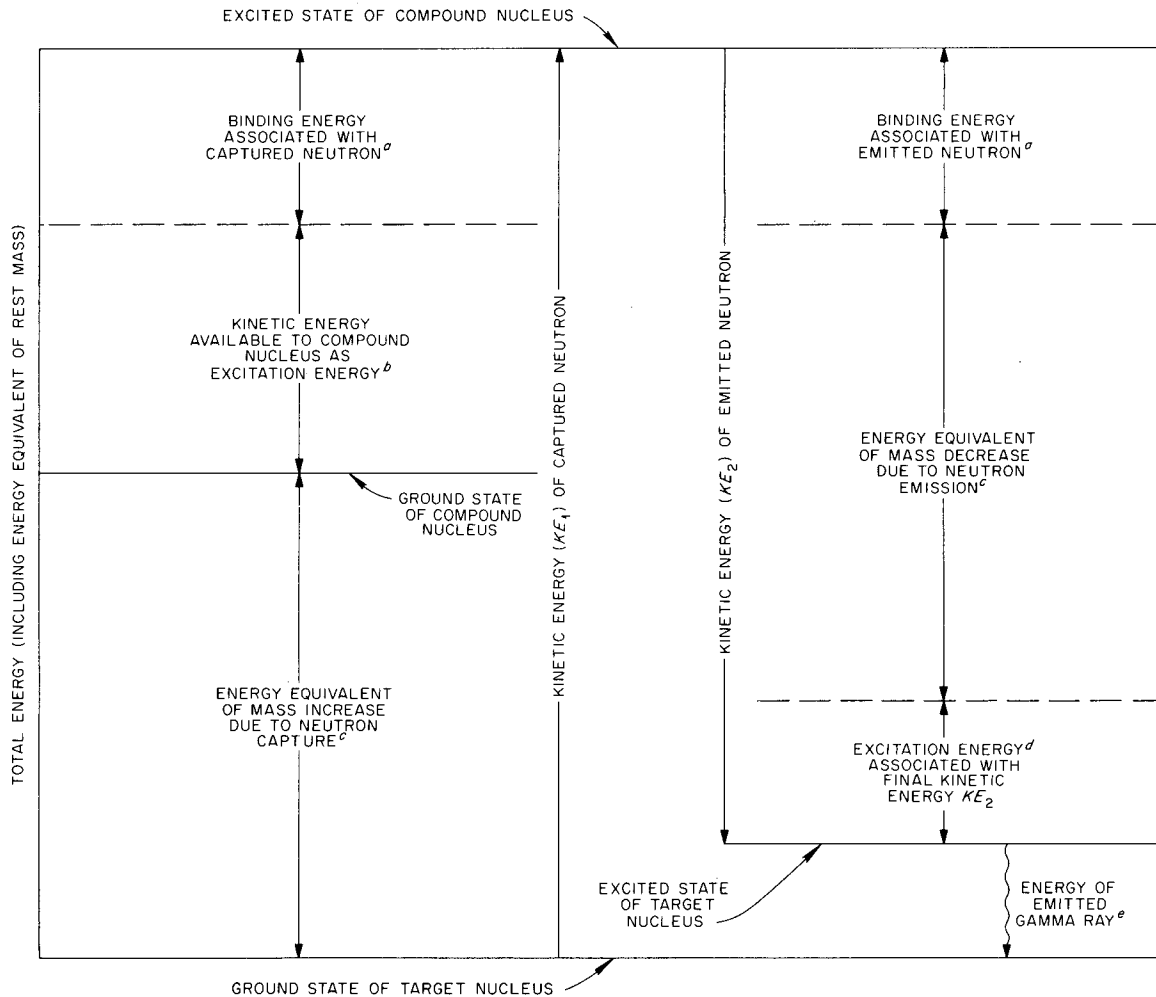 EXCITED STATE OF COMPOUND NUCLEUS
BINDING ENERGY
ASSOCIATED WITH
CAPTURED NEUTRONᵃ
BINDING ENERGY
ASSOCIATED WITH
EMITTED NEUTRONᵃ
TOTAL ENERGY (INCLUDING ENERGY EQUIVALENT OF REST MASS)
KINETIC ENERGY
AVAILABLE TO COMPOUND
NUCLEUS AS
EXCITATION ENERGYᵇ
KINETIC ENERGY (KE₁) OF CAPTURED NEUTRON
KINETIC ENERGY (KE₂) OF EMITTED NEUTRON
ENERGY EQUIVALENT
OF MASS DECREASE
DUE TO NEUTRON
EMISSIONᶜ
GROUND STATE
OF COMPOUND
NUCLEUS
ENERGY EQUIVALENT
OF MASS INCREASE
DUE TO NEUTRON
CAPTUREᶜ
EXCITATION ENERGYᵈ
ASSOCIATED WITH
FINAL KINETIC
ENERGY KE₂
EXCITED STATE
OF TARGET
NUCLEUS
ENERGY OF
EMITTED
GAMMA RAYᵉ
GROUND STATE OF TARGET NUCLEUS